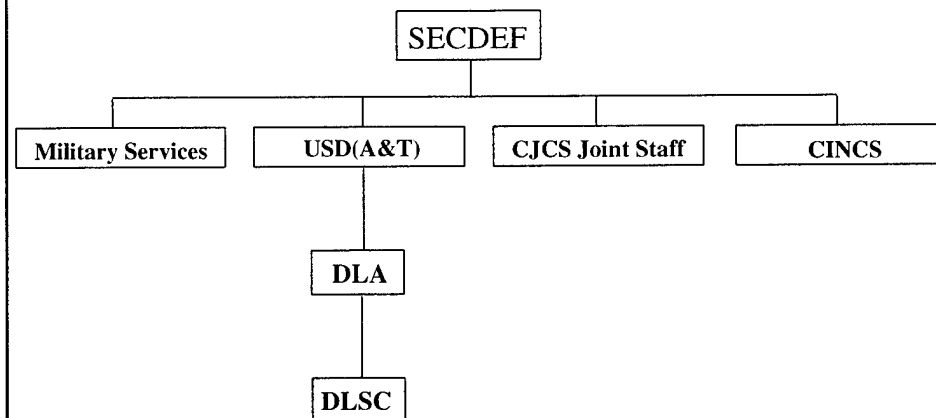 SECDEF
Military Services
USD(A&T)
CJCS Joint Staff
CINCS
DLA
DLSC